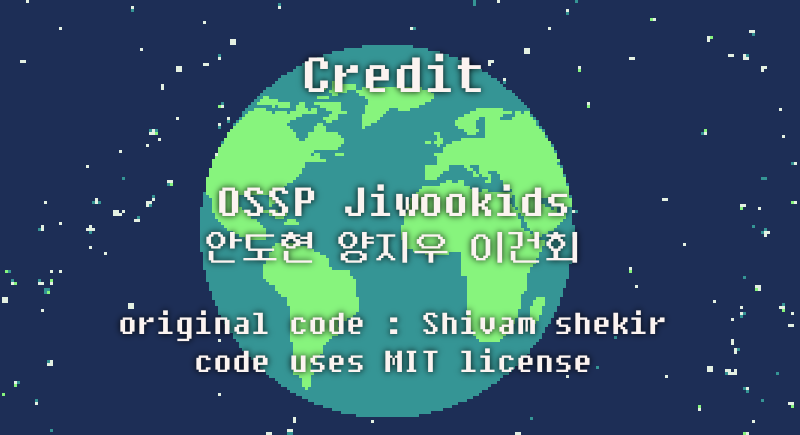 Credit
OSSP Jiwookids
안도현 양지우 이건회
original code : Shivam shekir
code uses MIT license